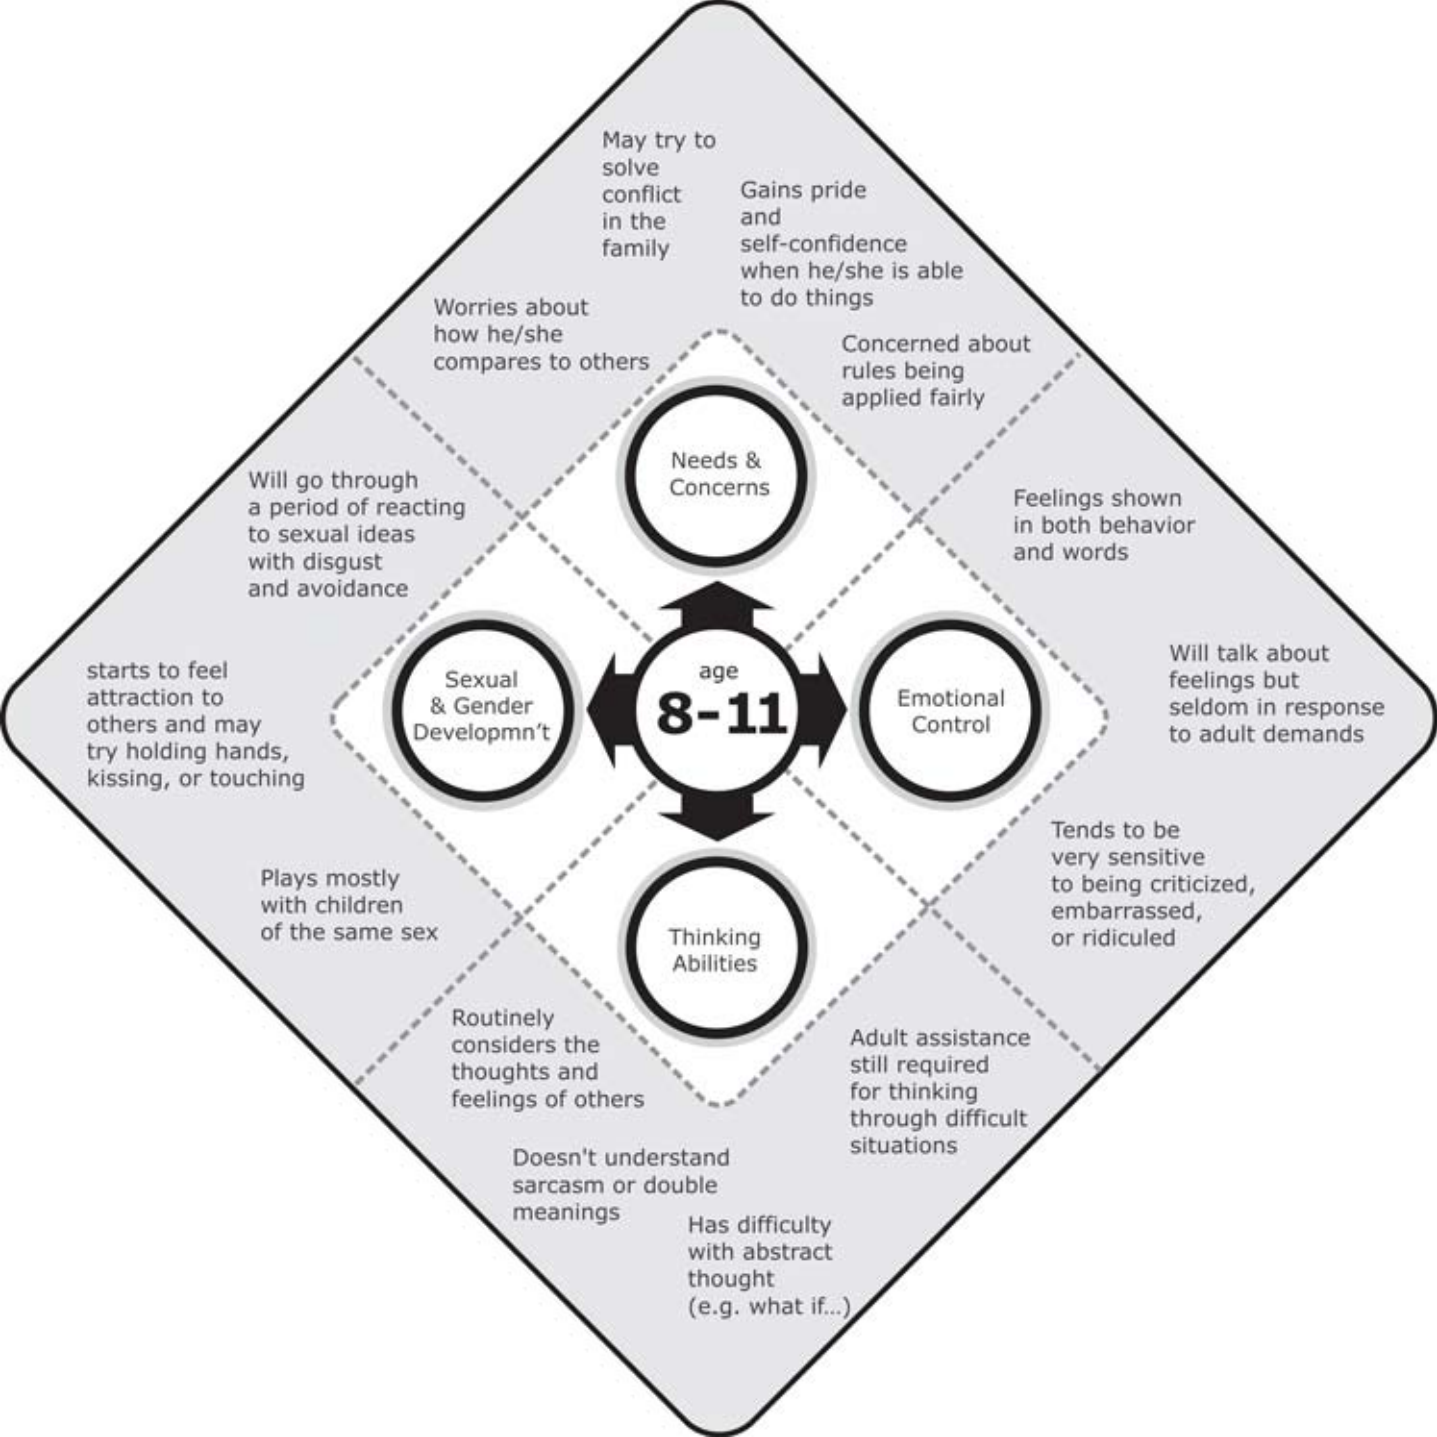 May try to
solve
conflict
in the
family
Gains pride
and
self-confidence
when he/she is able
to do things
Worries about
how he/she
compares to others
Concerned about
rules being
applied fairly
Needs &
Concerns
Will go through
a period of reacting
to sexual ideas
with disgust
and avoidance
Feelings shown
in both behavior
and words
starts to feel
attraction to
others and may
try holding hands,
kissing, or touching
Sexual
& Gender
Developmn't
age
8-11
Emotional
Control
Will talk about
feelings but
seldom in response
to adult demands
Plays mostly
with children
of the same sex
Tends to be
very sensitive
to being criticized,
embarrassed,
or ridiculed
Thinking
Abilities
Routinely
considers the
thoughts and
feelings of others
Adult assistance
still required
for thinking
through difficult
situations
Doesn't understand
sarcasm or double
meanings
Has difficulty
with abstract
thought
(e.g. what if...)